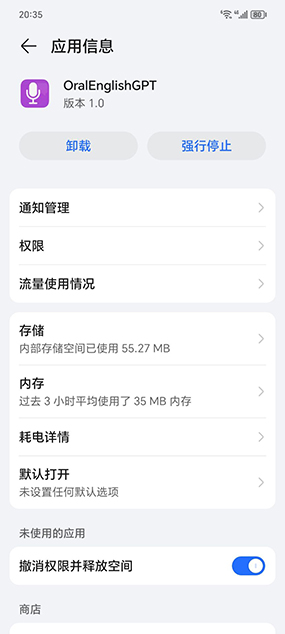 20:35
60
应用信息
OralEnglishGPT
版本 1.0
卸载
强行停止
通知管理
权限
流量使用情况
存储
内部存储空间已使用 55.27 MB
内存
过去 3 小时平均使用了 35 MB 内存
耗电详情
默认打开
未设置任何默认选项
未使用的应用
撤消权限并释放空间
商店